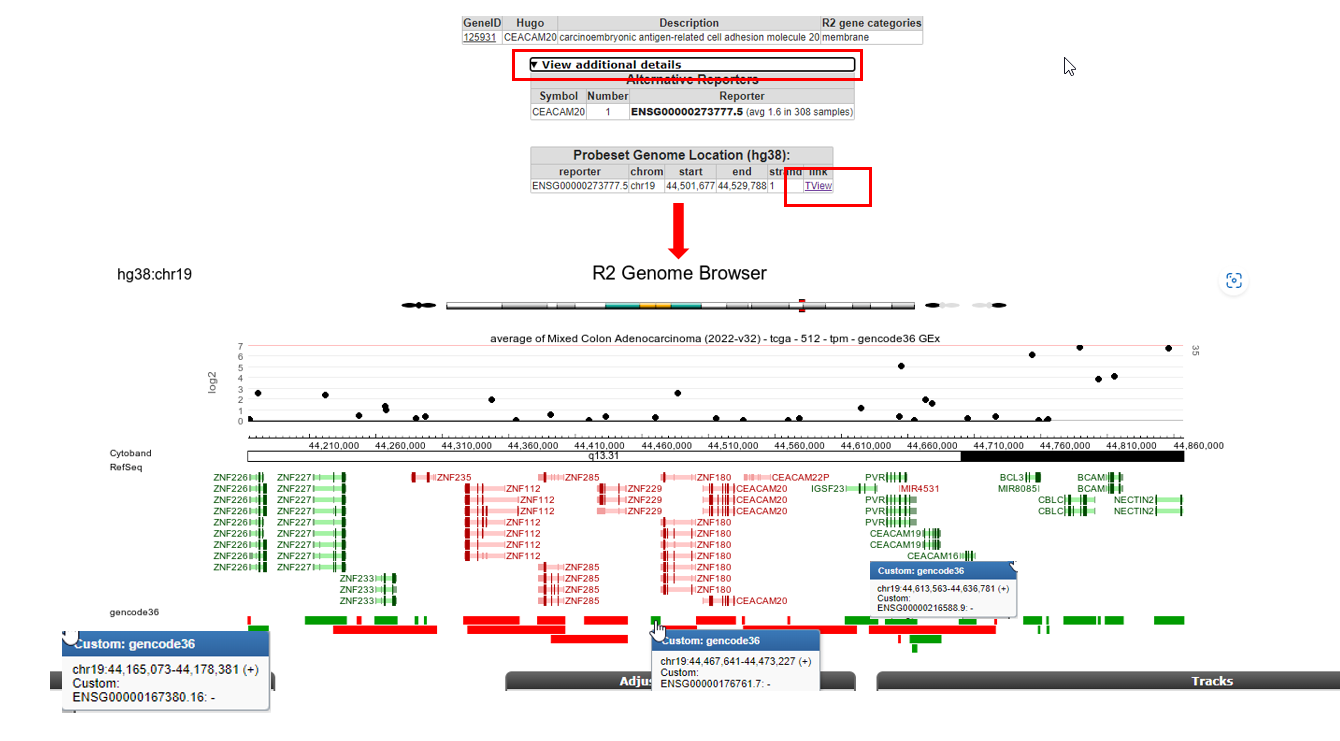 GeneID Hugo Description R2 gene categories
125931 CEACAM20 carcinoembryonic antigen-related cell adhesion molecule 20 membrane
▼ View additional details
Alternative Reporters
Symbol Number Reporter
CEACAM20 1 ENSG00000273777.5 (avg 1.6 in 308 samples)
Probeset Genome Location (hg38):
reporter chrom start end strand link
ENSG00000273777.5 chr19 44,501,677 44,529,788 1 TView
hg38:chr19
R2 Genome Browser
average of Mixed Colon Adenocarcinoma (2022-v32) - tcga - 512 - tpm - gencode36 GEx
log2
7
6
5
4
3
2
1
0
35
44,210,000 44,260,000 44,310,000 44,360,000 44,410,000 44,460,000 44,510,000 44,560,000 44,610,000 44,660,000 44,710,000 44,760,000 44,810,000 44,860,000
Cytoband q13.31
RefSeq
ZNF226 ZNF227 ZNF235 ZNF285 ZNF180 CEACAM22P PVR BCL3 BCAM
ZNF226 ZNF227 ZNF112 ZNF229 CEACAM20 IGSF23 MIR4531 MIR8085 BCAM
ZNF226 ZNF227 ZNF112 ZNF229 CEACAM20 PVR CBLC NECTIN2
ZNF226 ZNF227 ZNF112 ZNF229 CEACAM20 PVR CBLC NECTIN2
ZNF226 ZNF227 ZNF112 ZNF180 PVR
ZNF226 ZNF227 ZNF112 ZNF180 CEACAM19
ZNF226 ZNF227 ZNF112 ZNF180 CEACAM19
ZNF226 ZNF227 ZNF112 ZNF180 CEACAM16
ZNF226 ZNF227 ZNF285 ZNF180
ZNF233 ZNF285 ZNF180
ZNF233 ZNF285 ZNF180
ZNF233 ZNF285 CEACAM20
gencode36
Custom: gencode36
chr19:44,613,563-44,636,781 (+)
Custom:
ENSG00000216588.9: -
Custom: gencode36
chr19:44,165,073-44,178,381 (+)
Custom:
ENSG00000167380.16: -
Custom: gencode36
chr19:44,467,641-44,473,227 (+)
Custom:
ENSG00000176761.7: -
Tracks